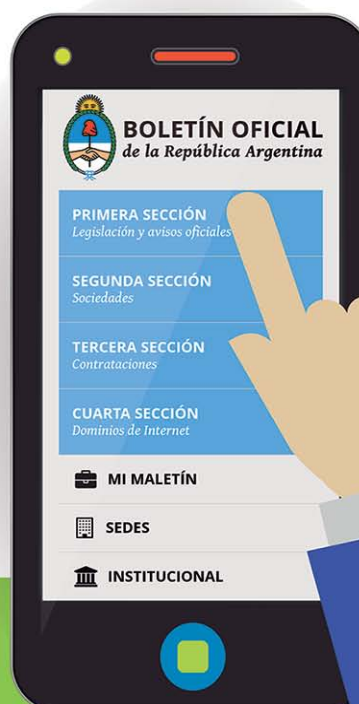 BOLETÍN OFICIAL
de la República Argentina
PRIMERA SECCIÓN
Legislación y avisos oficiales
SEGUNDA SECCIÓN
Sociedades
TERCERA SECCIÓN
Contrataciones
CUARTA SECCIÓN
Dominios de Internet
MI MALETÍN
SEDES
INSTITUCIONAL